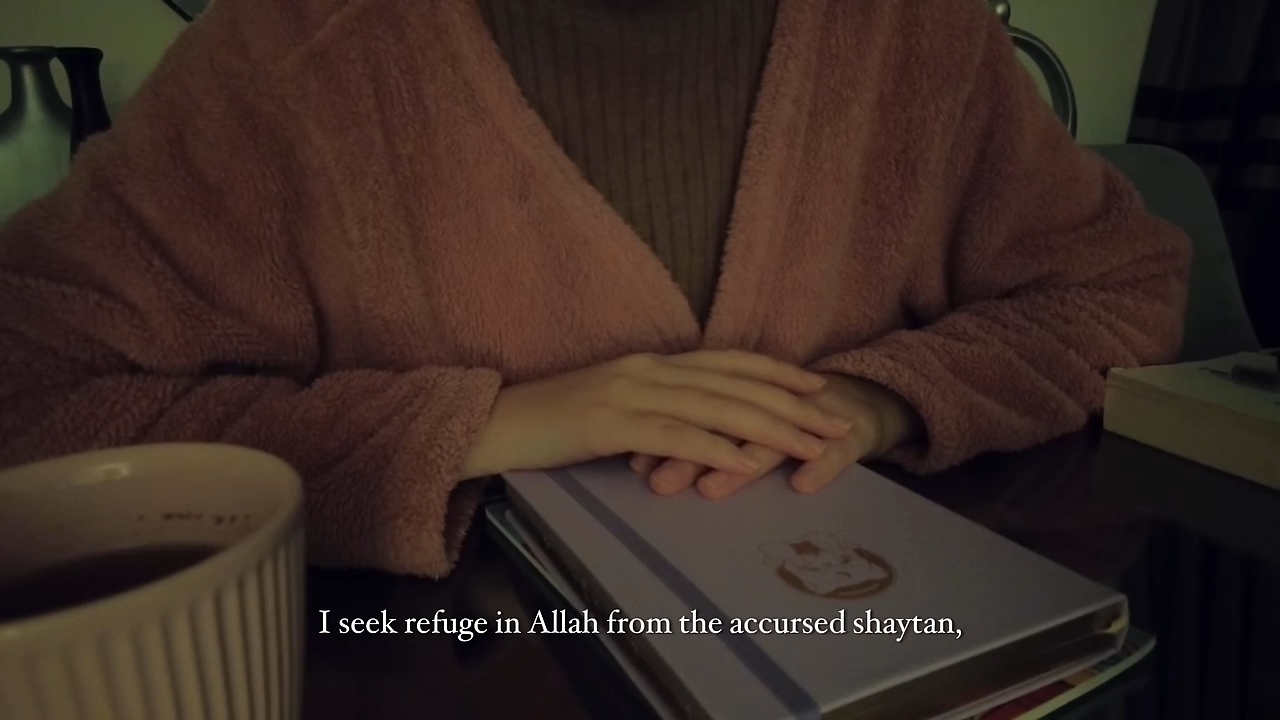 I seek refuge in Allah from the accursed shaytan,